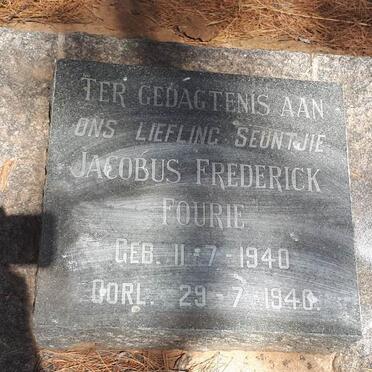 TER GEDAGTENIS AAN
ONS LIEFLING SEUNTJIE
JACOBUS FREDERICK
FOURIE
GEB. 11-7-1940
OORL. 29-7-1940.